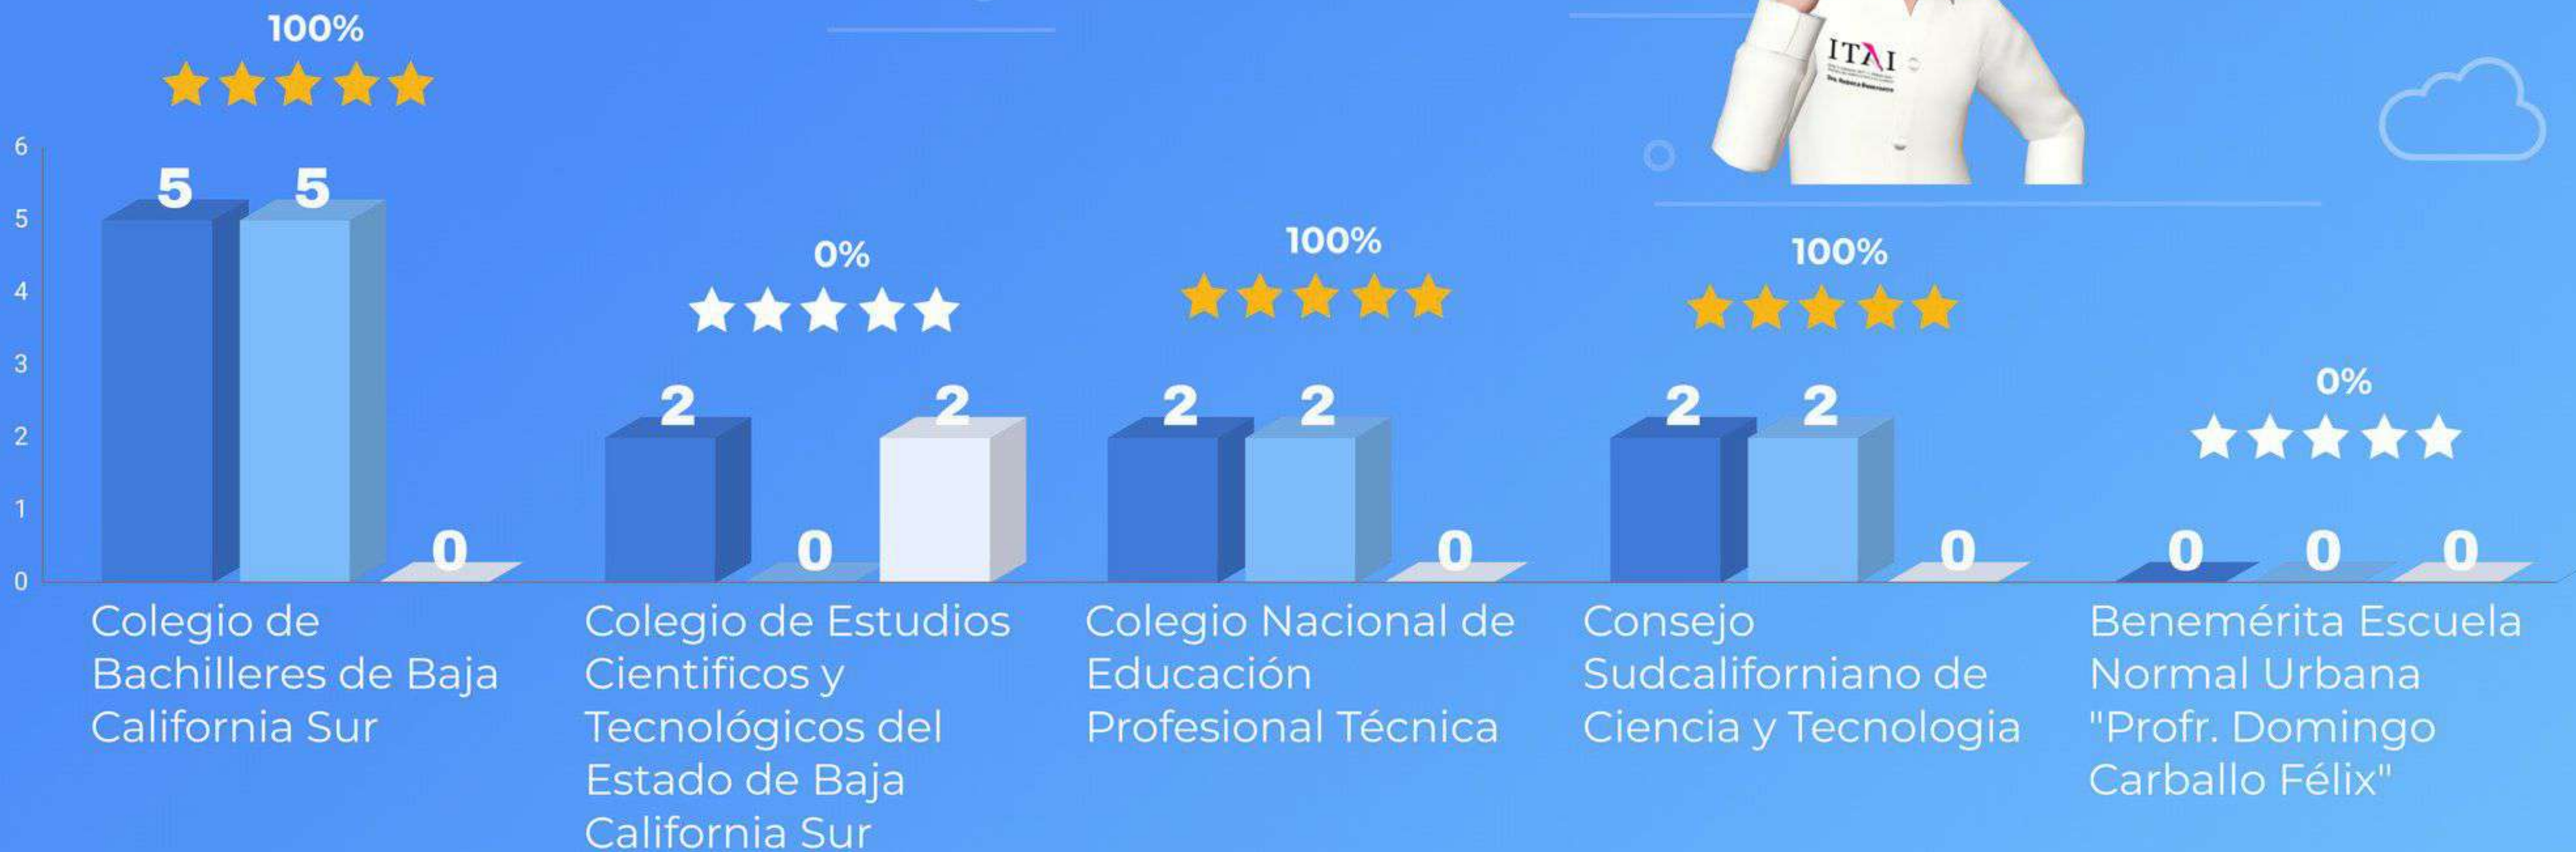 100%
ITAI
6
5
4
3
2
1
0
5 5 0
0%
2 0 2
100%
2 2 0
100%
2 2 0
0%
0 0 0
Colegio de
Bachilleres de Baja
California Sur
Colegio de Estudios
Cientificos y
Tecnológicos del
Estado de Baja
California Sur
Colegio Nacional de
Educación
Profesional Técnica
Consejo
Sudcaliforniano de
Ciencia y Tecnologia
Benemérita Escuela
Normal Urbana
"Profr. Domingo
Carballo Félix"